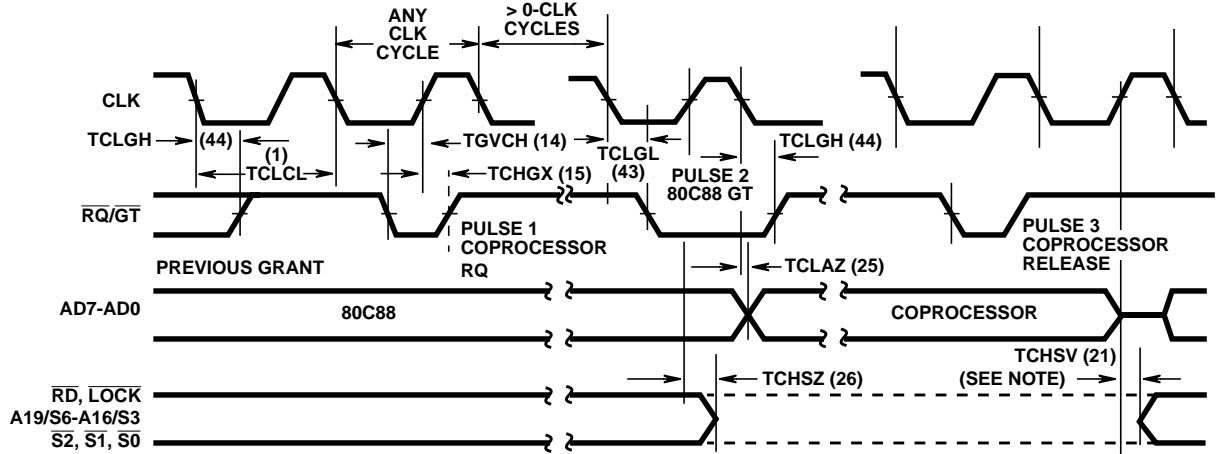 ANY
CLK
CYCLE
> 0-CLK
CYCLES
CLK
TCLGH
(44)
(1)
TCLCL
TGVCH (14)
TCHGX (15)
TCLGL
(43)
PULSE 2
80C88 GT
TCLGH (44)
RQ/GT
PULSE 1
COPROCESSOR
RQ
PULSE 3
COPROCESSOR
RELEASE
PREVIOUS GRANT
TCLAZ (25)
AD7-AD0
80C88
COPROCESSOR
TCHSV (21)
(SEE NOTE)
TCHSZ (26)
RD, LOCK
A19/S6-A16/S3
S2, S1, S0